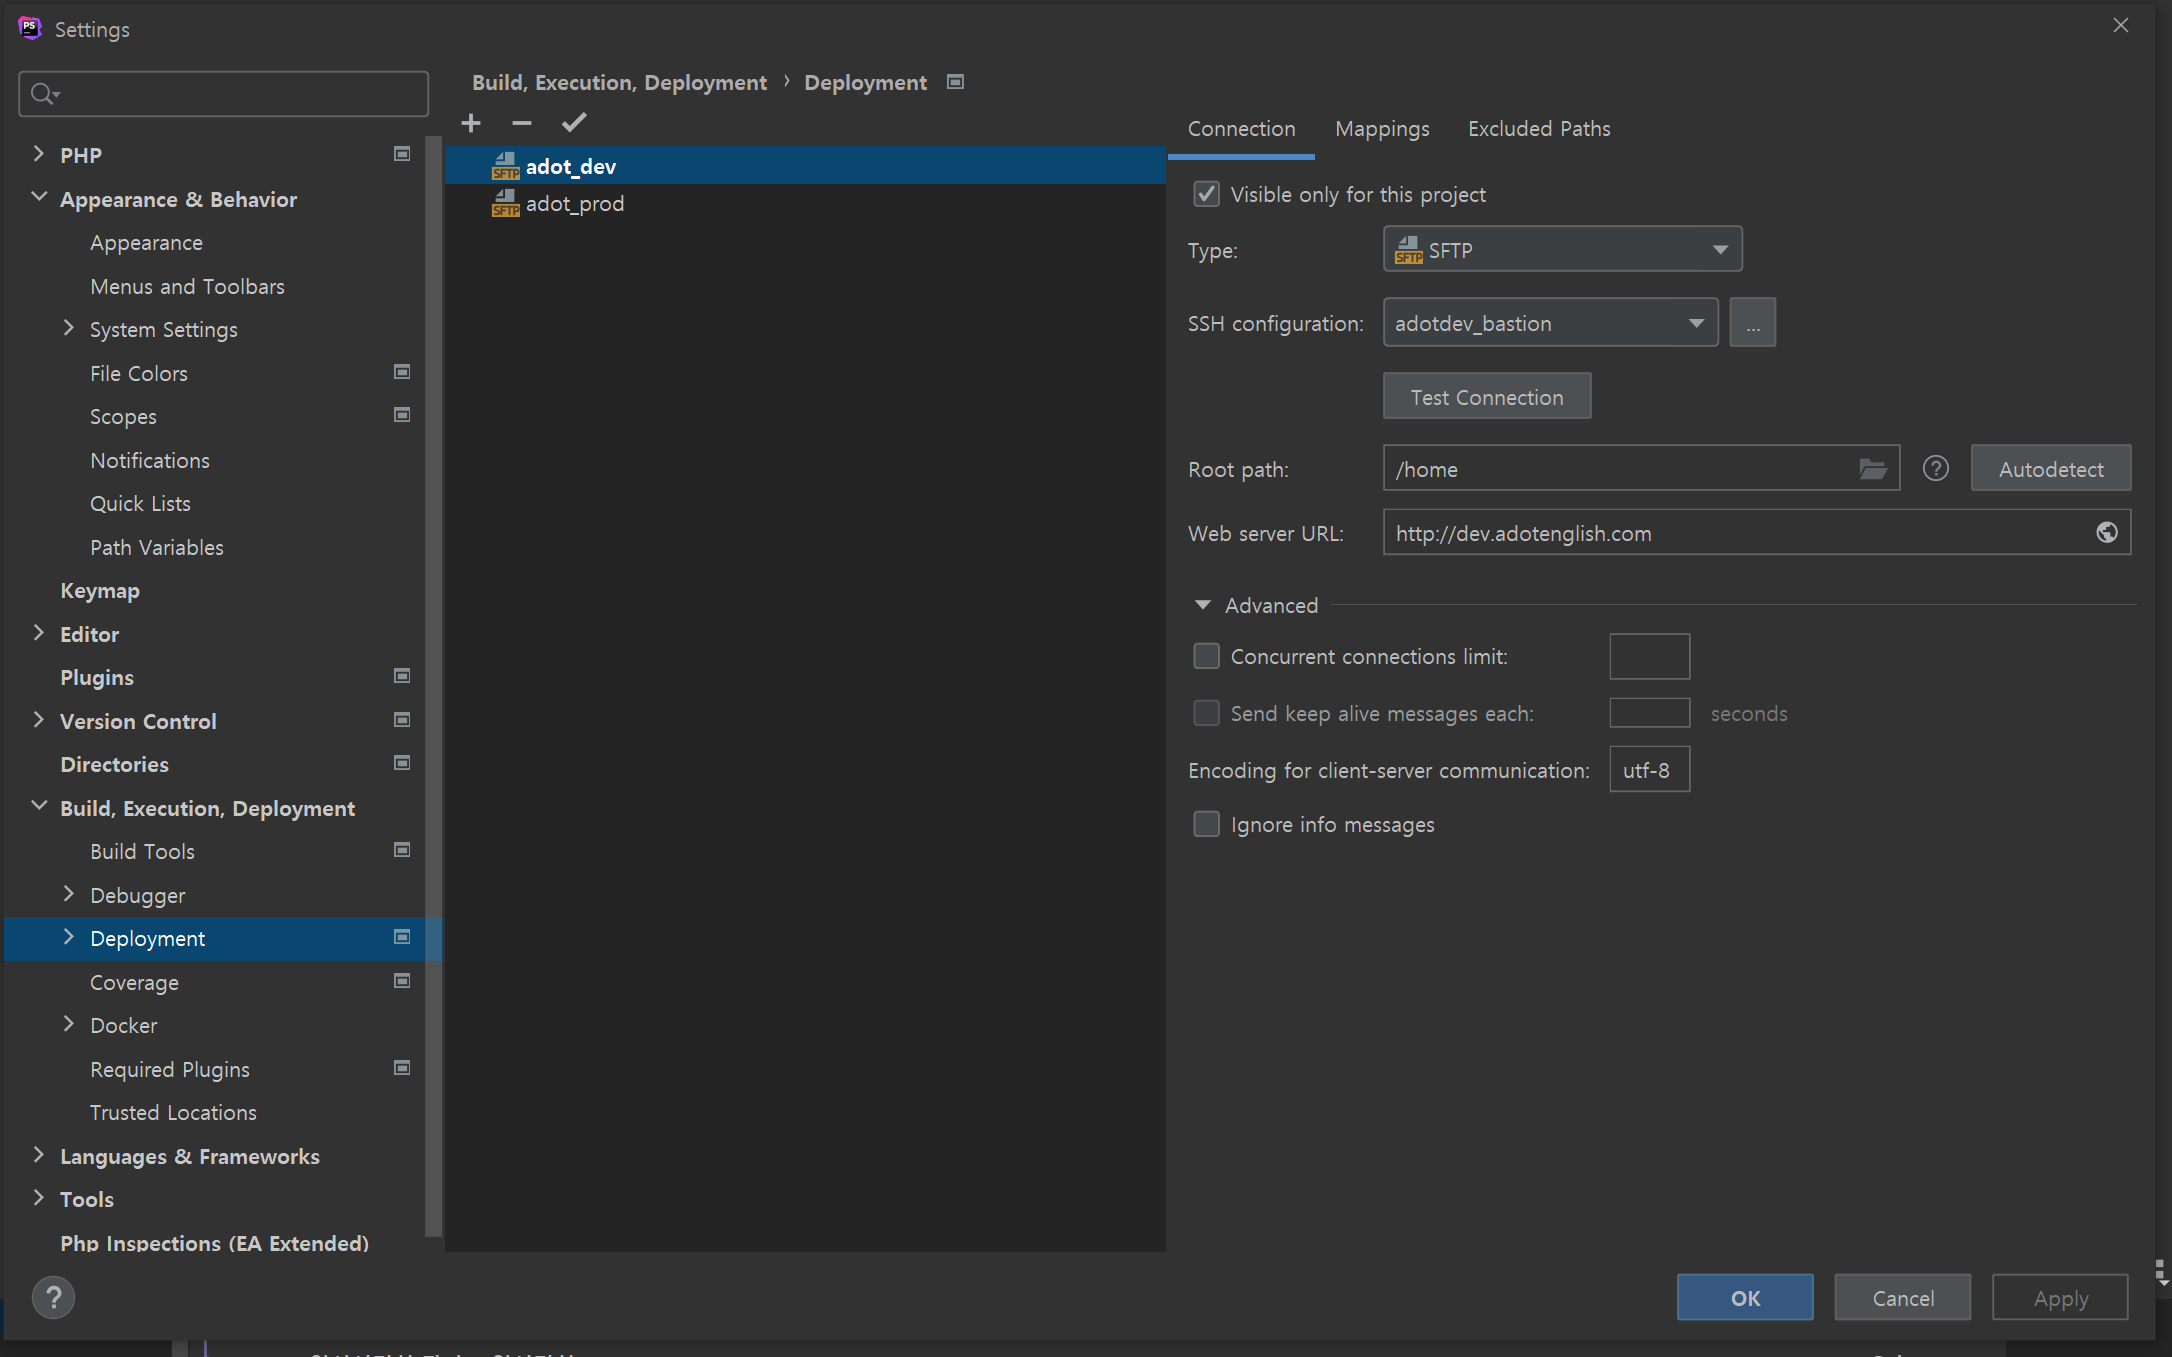 Settings
PHP
Appearance & Behavior
Appearance
Menus and Toolbars
System Settings
File Colors
Scopes
Notifications
Quick Lists
Path Variables
Keymap
Editor
Plugins
Version Control
Directories
Build, Execution, Deployment
Build Tools
Debugger
Deployment
Coverage
Docker
Required Plugins
Trusted Locations
Languages & Frameworks
Tools
Php Inspections (EA Extended)
Build, Execution, Deployment › Deployment
SFTP adot_dev
SFTP adot_prod
Connection Mappings Excluded Paths
Visible only for this project
Type: SFTP SFTP
SSH configuration: adotdev_bastion ...
Test Connection
Root path: /home ? Autodetect
Web server URL: http://dev.adotenglish.com
Advanced
Concurrent connections limit:
Send keep alive messages each: seconds
Encoding for client-server communication: utf-8
Ignore info messages
? OK Cancel Apply